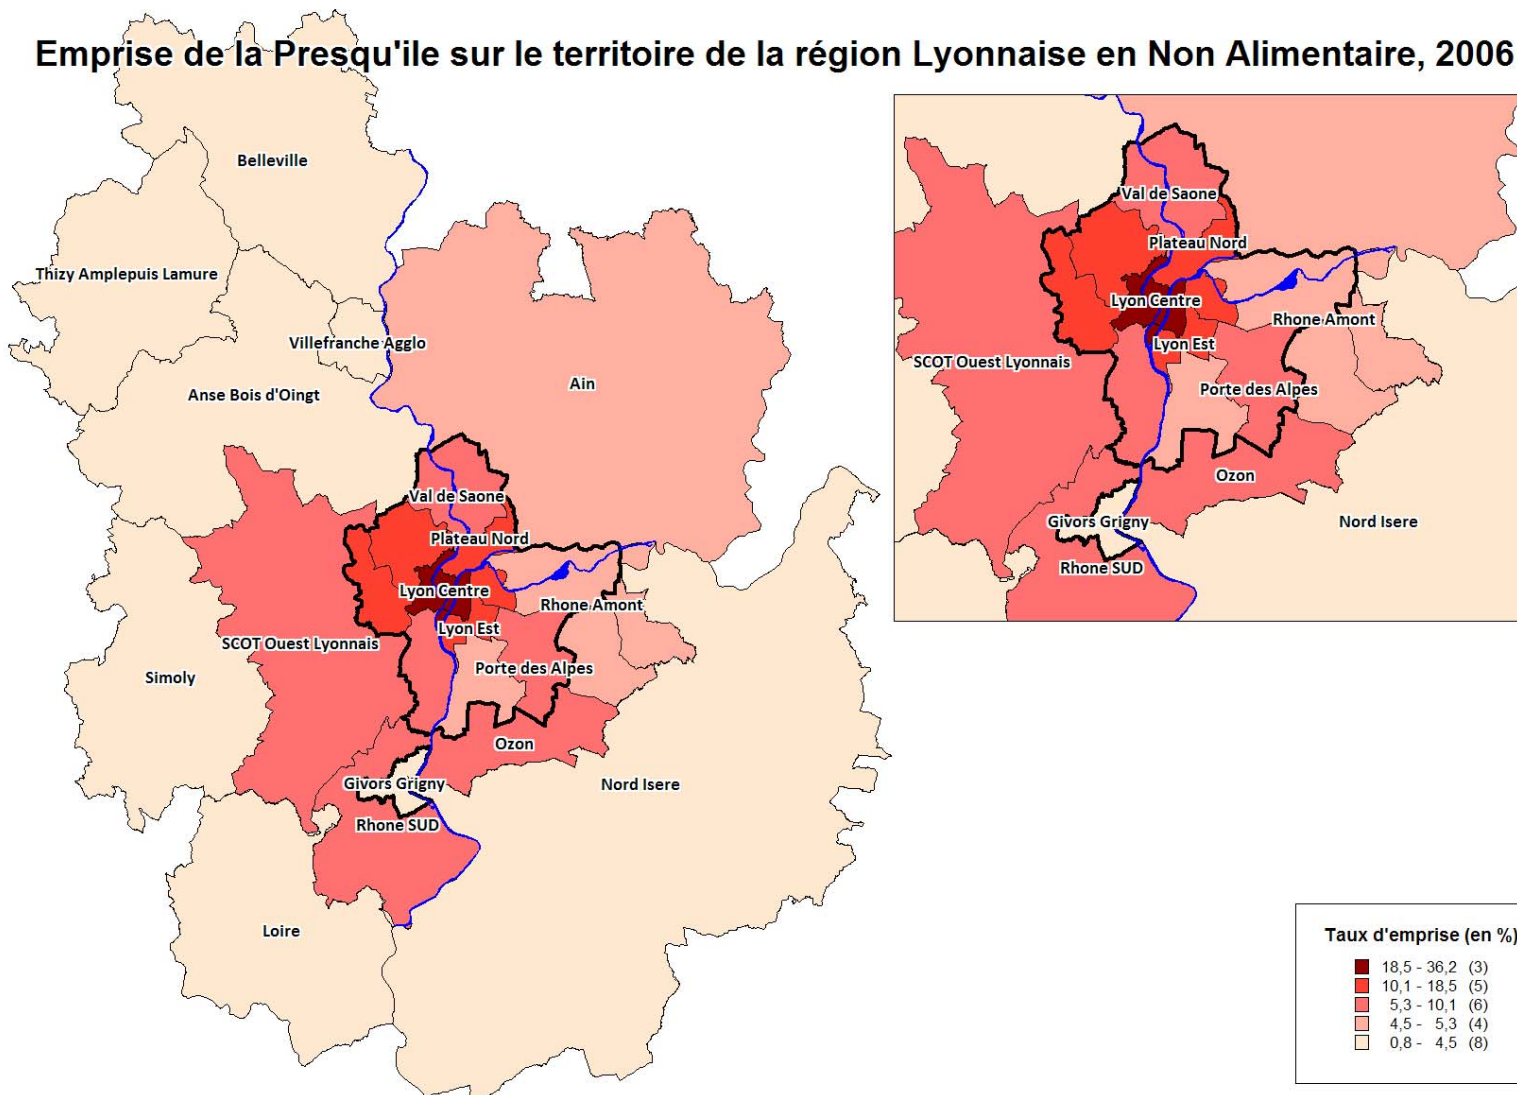 Emprise de la Presqu'ile sur le territoire de la région Lyonnaise en Non Alimentaire, 2006
Belleville
Thizy Amplepuis Lamure
Villefranche Agglo
Ain
Anse Bois d'Oingt
Val de Saone
Plateau Nord
Lyon Centre
Rhone Amont
Lyon Est
SCOT Ouest Lyonnais
Porte des Alpes
Simoly
Ozon
Givors Grigny
Nord Isere
Rhone SUD
Loire
Val de Saone
Plateau Nord
Lyon Centre
Rhone Amont
Lyon Est
SCOT Ouest Lyonnais
Porte des Alpes
Ozon
Givors Grigny
Nord Isere
Rhone SUD
Taux d'emprise (en %)
18,5 - 36,2 (3)
10,1 - 18,5 (5)
5,3 - 10,1 (6)
4,5 - 5,3 (4)
0,8 - 4,5 (8)